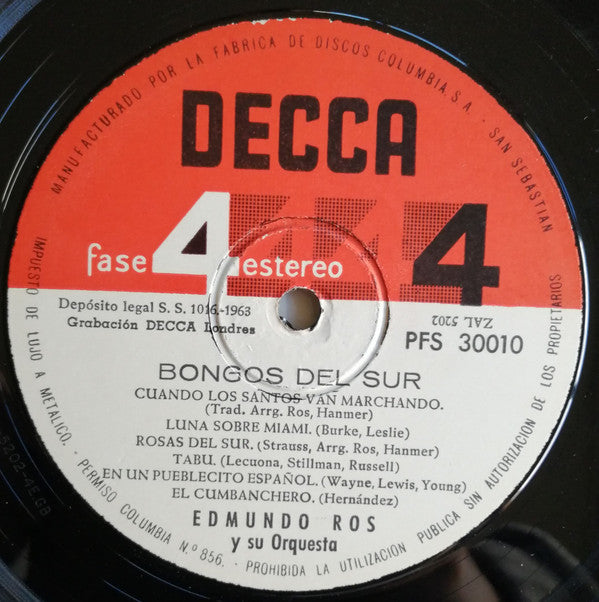 MANUFACTURADO POR LA FABRICA DE DISCOS COLUMBIA, S.A. - SAN SEBASTIAN
DECCA
4 4
fase 4 estereo
Depósito legal S. S. 1016.-1963
Grabación DECCA Londres
ZAL 5202
PFS 30010
BONGOS DEL SUR
CUANDO LOS SANTOS VAN MARCHANDO.
(Trad. Arrg. Ros, Hanmer)
LUNA SOBRE MIAMI. (Burke, Leslie)
ROSAS DEL SUR. (Strauss, Arrg. Ros, Hanmer)
TABU. (Lecuona, Stillman, Russell)
EN UN PUEBLECITO ESPAÑOL. (Wayne, Lewis, Young)
EL CUMBANCHERO. (Hernández)
EDMUNDO ROS
y su Orquesta
IMPUESTO DE LUJO A METALICO. - PERMISO COLUMBIA N.º 856. - PROHIBIDA LA UTILIZACION PUBLICA SIN AUTORIZACION DE LOS PROPIETARIOS